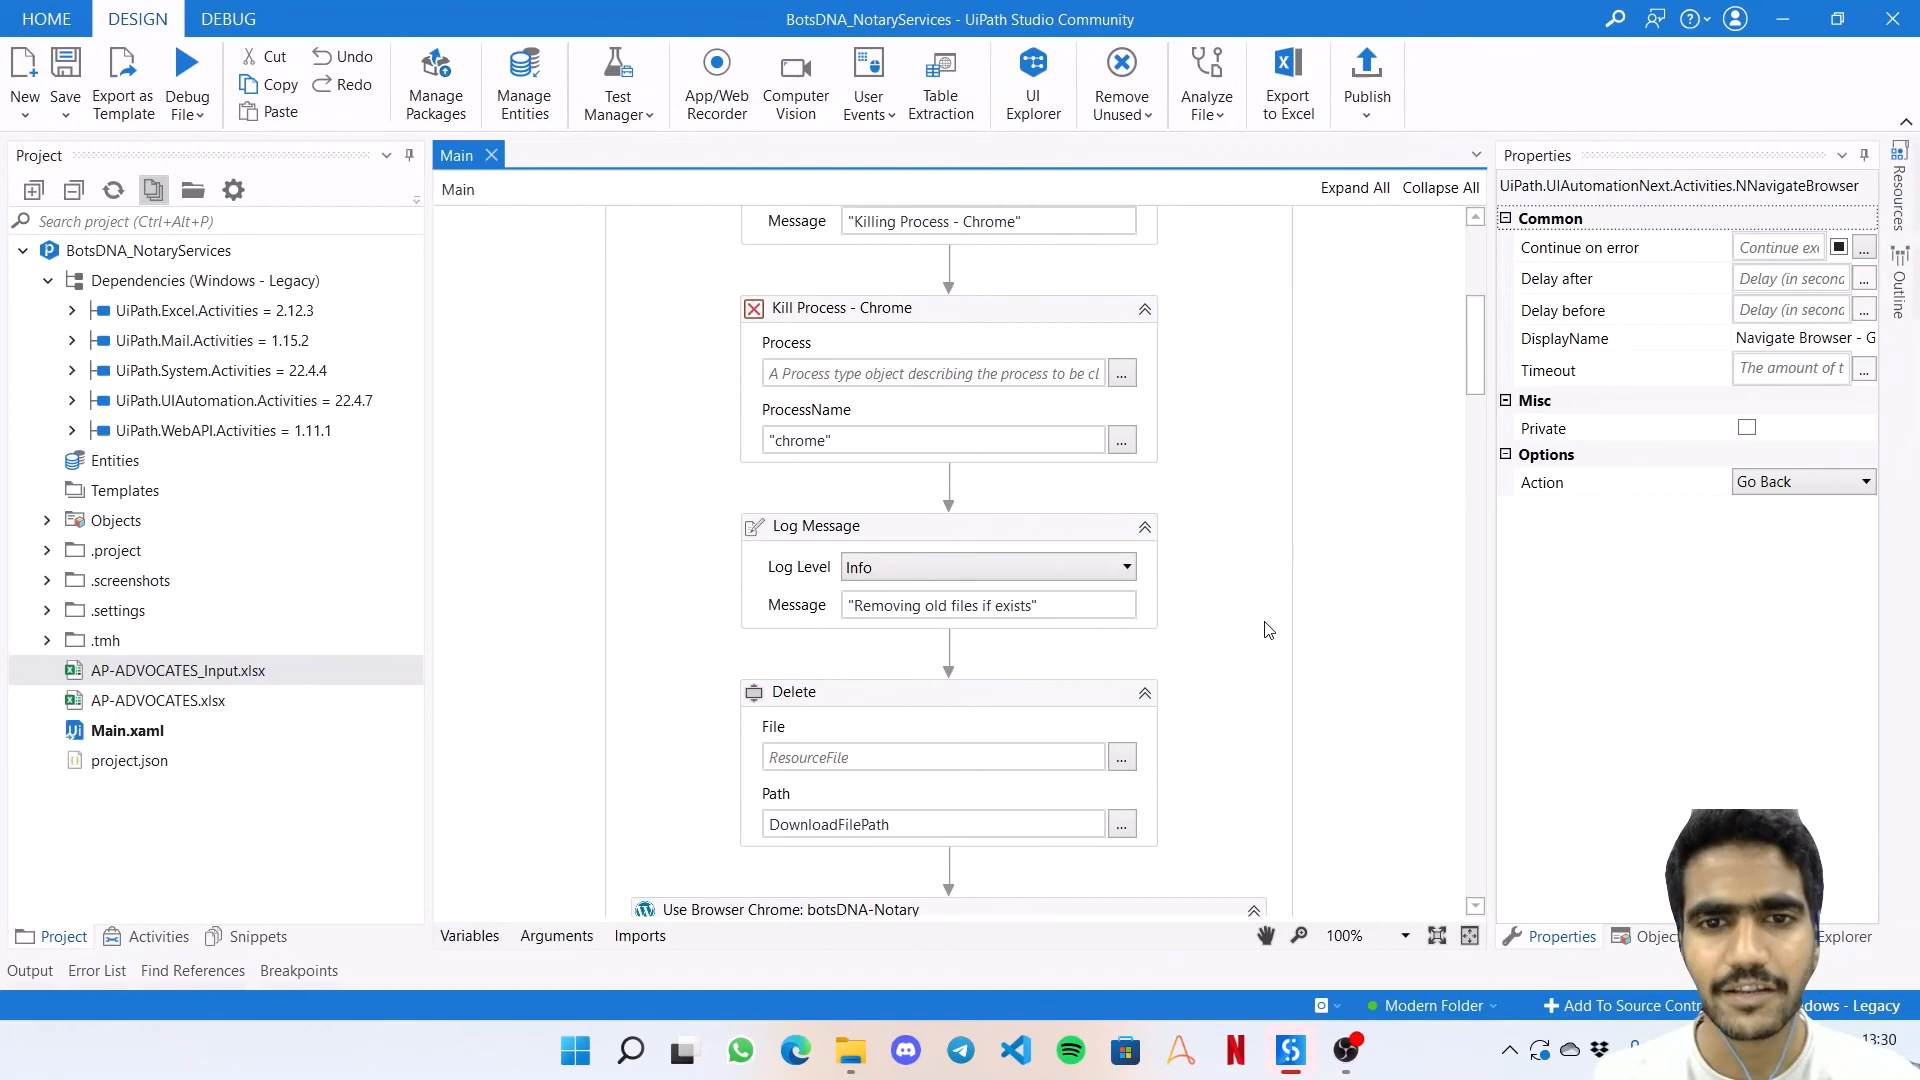 HOME DESIGN DEBUG BotsDNA_NotaryServices - UiPath Studio Community
New Save Export as Template Debug File Cut Copy Paste Undo Redo Manage Packages Manage Entities Test Manager App/Web Recorder Computer Vision User Events Table Extraction UI Explorer Remove Unused Analyze File Export to Excel Publish
Project
Search project (Ctrl+Alt+P)
BotsDNA_NotaryServices
Dependencies (Windows - Legacy)
UiPath.Excel.Activities = 2.12.3
UiPath.Mail.Activities = 1.15.2
UiPath.System.Activities = 22.4.4
UiPath.UIAutomation.Activities = 22.4.7
UiPath.WebAPI.Activities = 1.11.1
Entities
Templates
Objects
.project
.screenshots
.settings
.tmh
AP-ADVOCATES_Input.xlsx
AP-ADVOCATES.xlsx
Main.xaml
project.json
Project Activities Snippets
Main
Main Expand All Collapse All
Message "Killing Process - Chrome"
Kill Process - Chrome
Process
A Process type object describing the process to be cl ...
ProcessName
"chrome" ...
Log Message
Log Level Info
Message "Removing old files if exists"
Delete
File
ResourceFile ...
Path
DownloadFilePath ...
Use Browser Chrome: botsDNA-Notary
Variables Arguments Imports 100%
Properties
UiPath.UIAutomationNext.Activities.NNavigateBrowser
Common
Continue on error Continue exe ...
Delay after Delay (in second ...
Delay before Delay (in second ...
DisplayName Navigate Browser - G
Timeout The amount of t ...
Misc
Private
Options
Action Go Back
Properties Object Explorer
Resources
Outline
Output Error List Find References Breakpoints
Modern Folder Add To Source Contr dows - Legacy
13:30